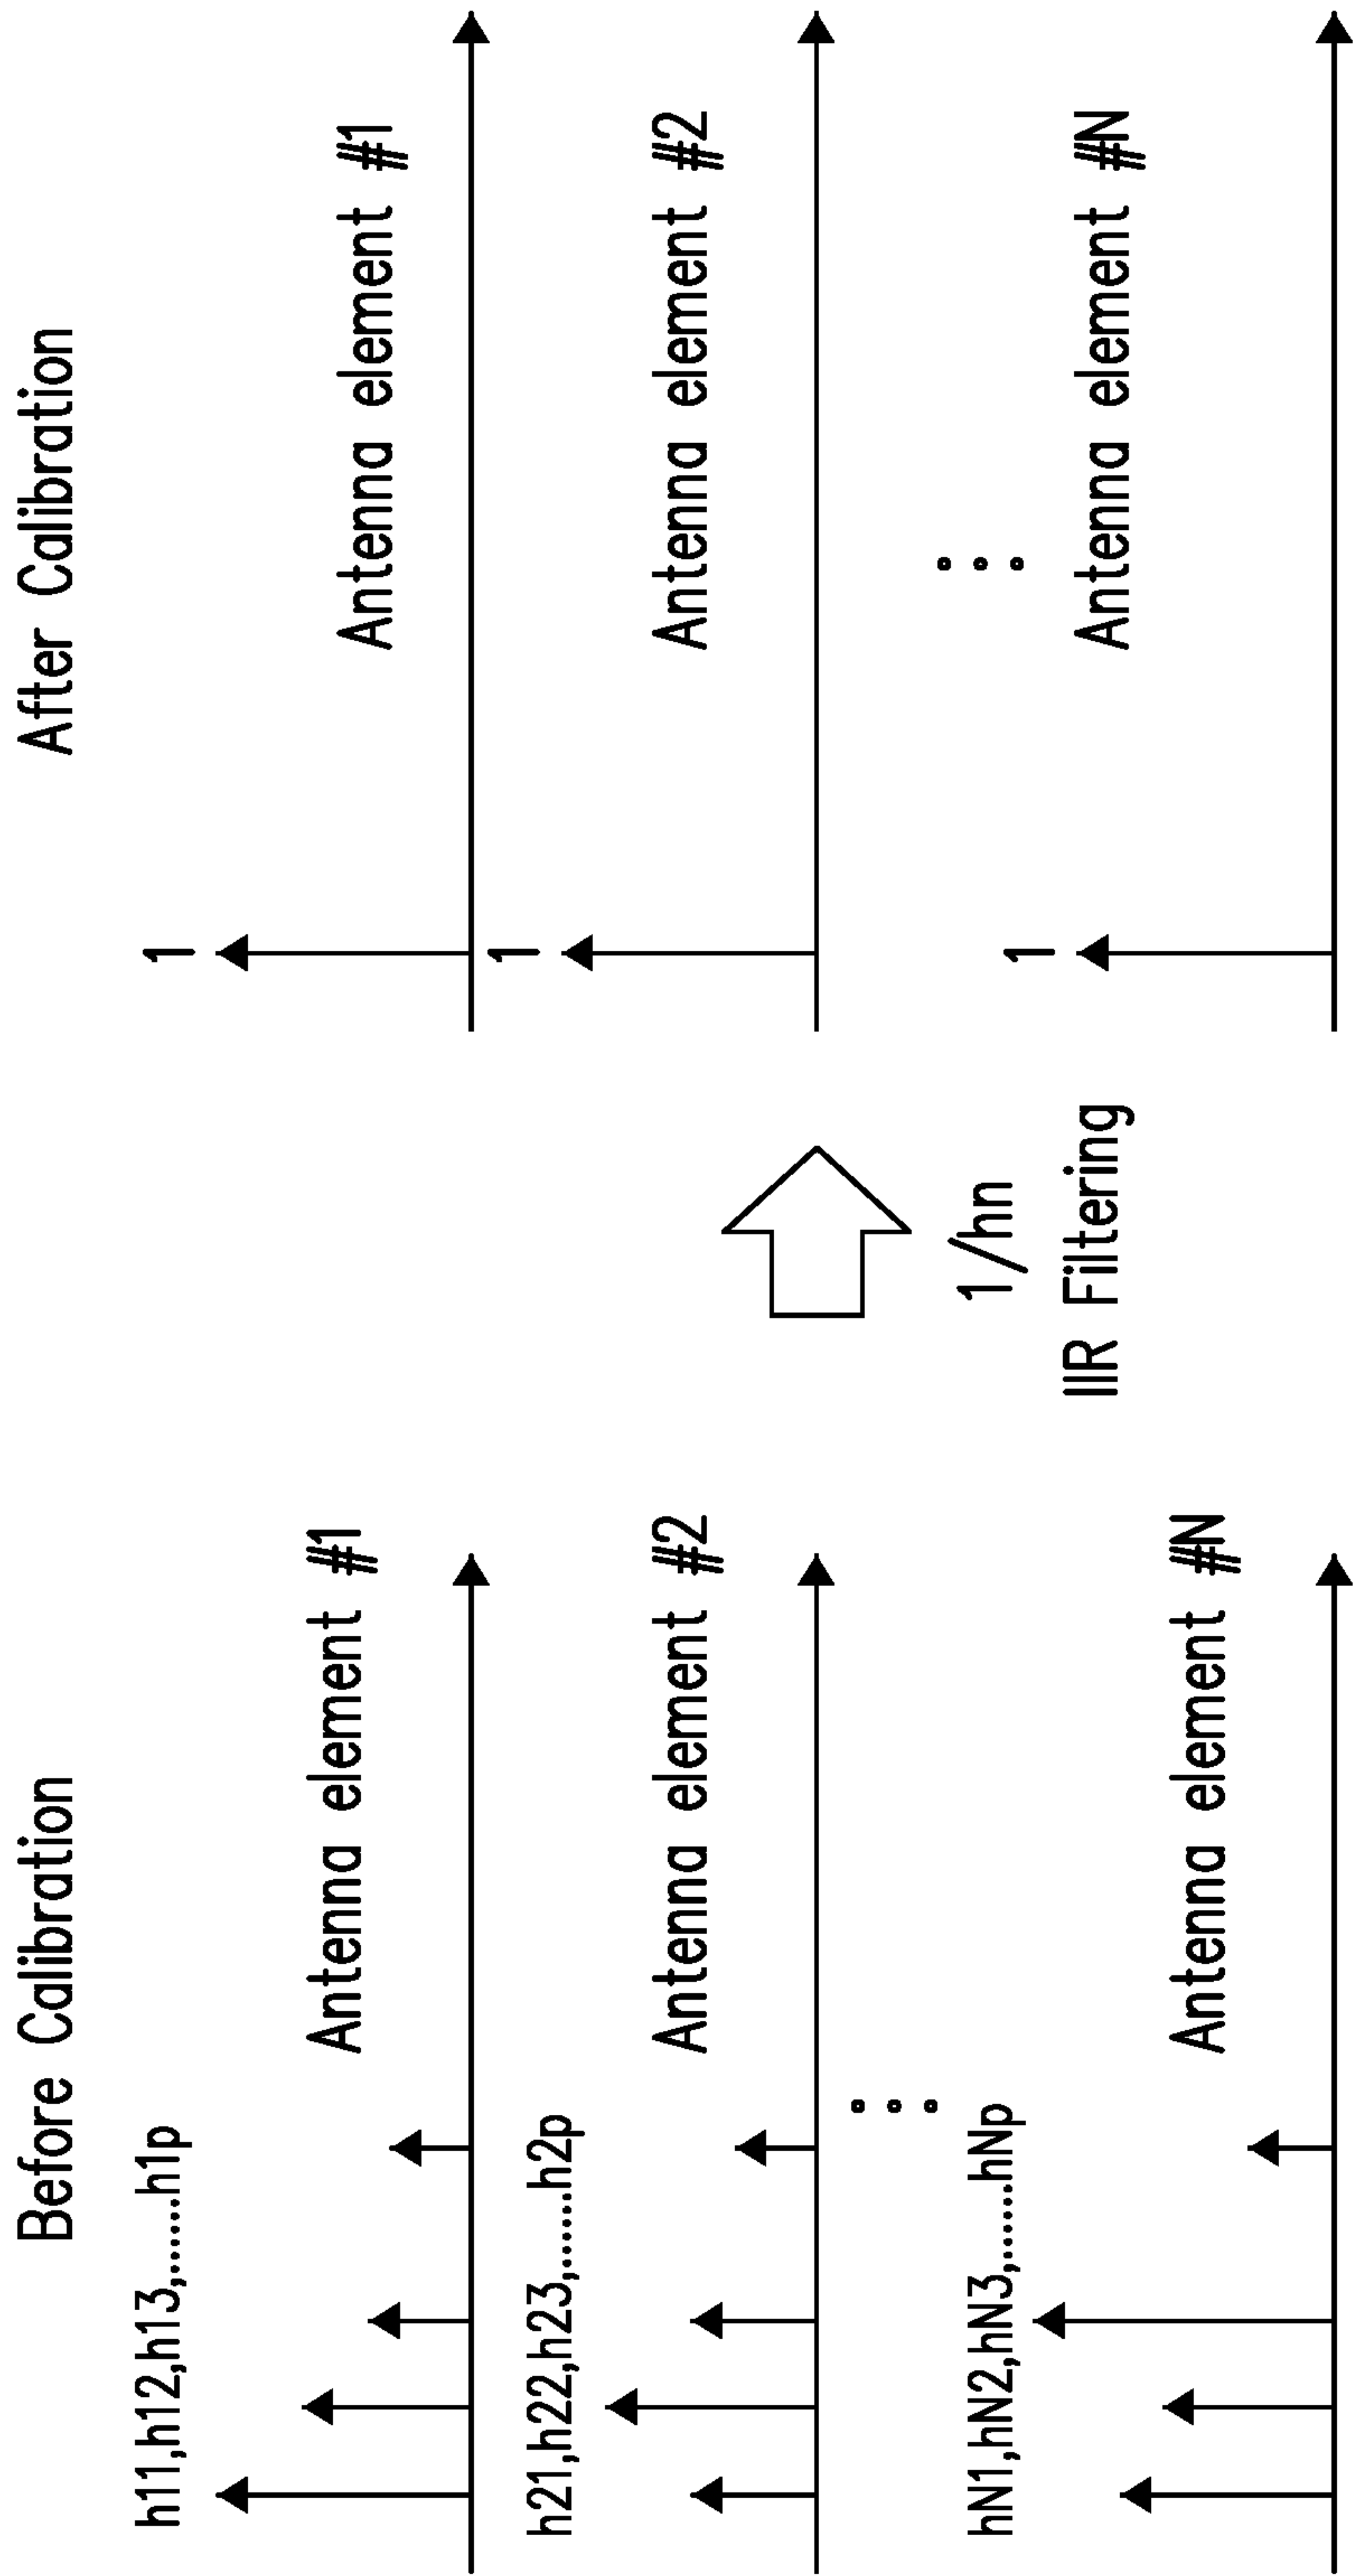 Before Calibration
h11,h12,h13,......h1p
Antenna element #1
h21,h22,h23,......h2p
Antenna element #2
hN1,hN2,hN3,......hNp
Antenna element #N
1/hn
IIR Filtering
After Calibration
1
Antenna element #1
1
Antenna element #2
1
Antenna element #N